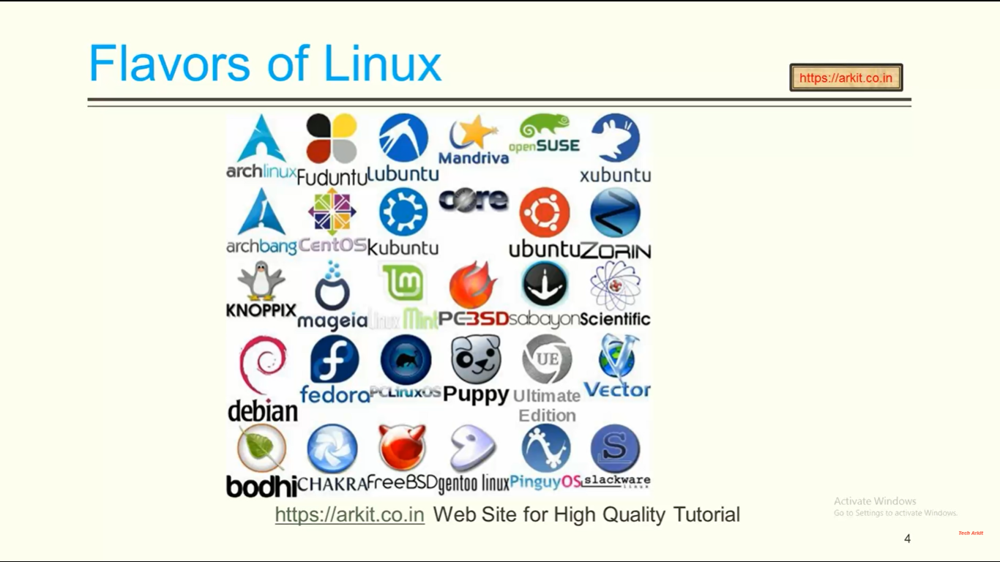 Flavors of Linux
https://arkit.co.in
archlinux Fuduntu Lubuntu Mandriva openSUSE xubuntu
archbang CentOS kubuntu core ubuntu ZORIN
KNOPPIX mageia Linux Mint PCBSD sabayon Scientific
debian fedora PCLinuxOS Puppy UE Ultimate Edition Vector
bodhi CHAKRA FreeBSD gentoo linux PinguyOS S slackware linux
https://arkit.co.in Web Site for High Quality Tutorial
Activate Windows
Go to Settings to activate Windows.
Tech Arkit
4